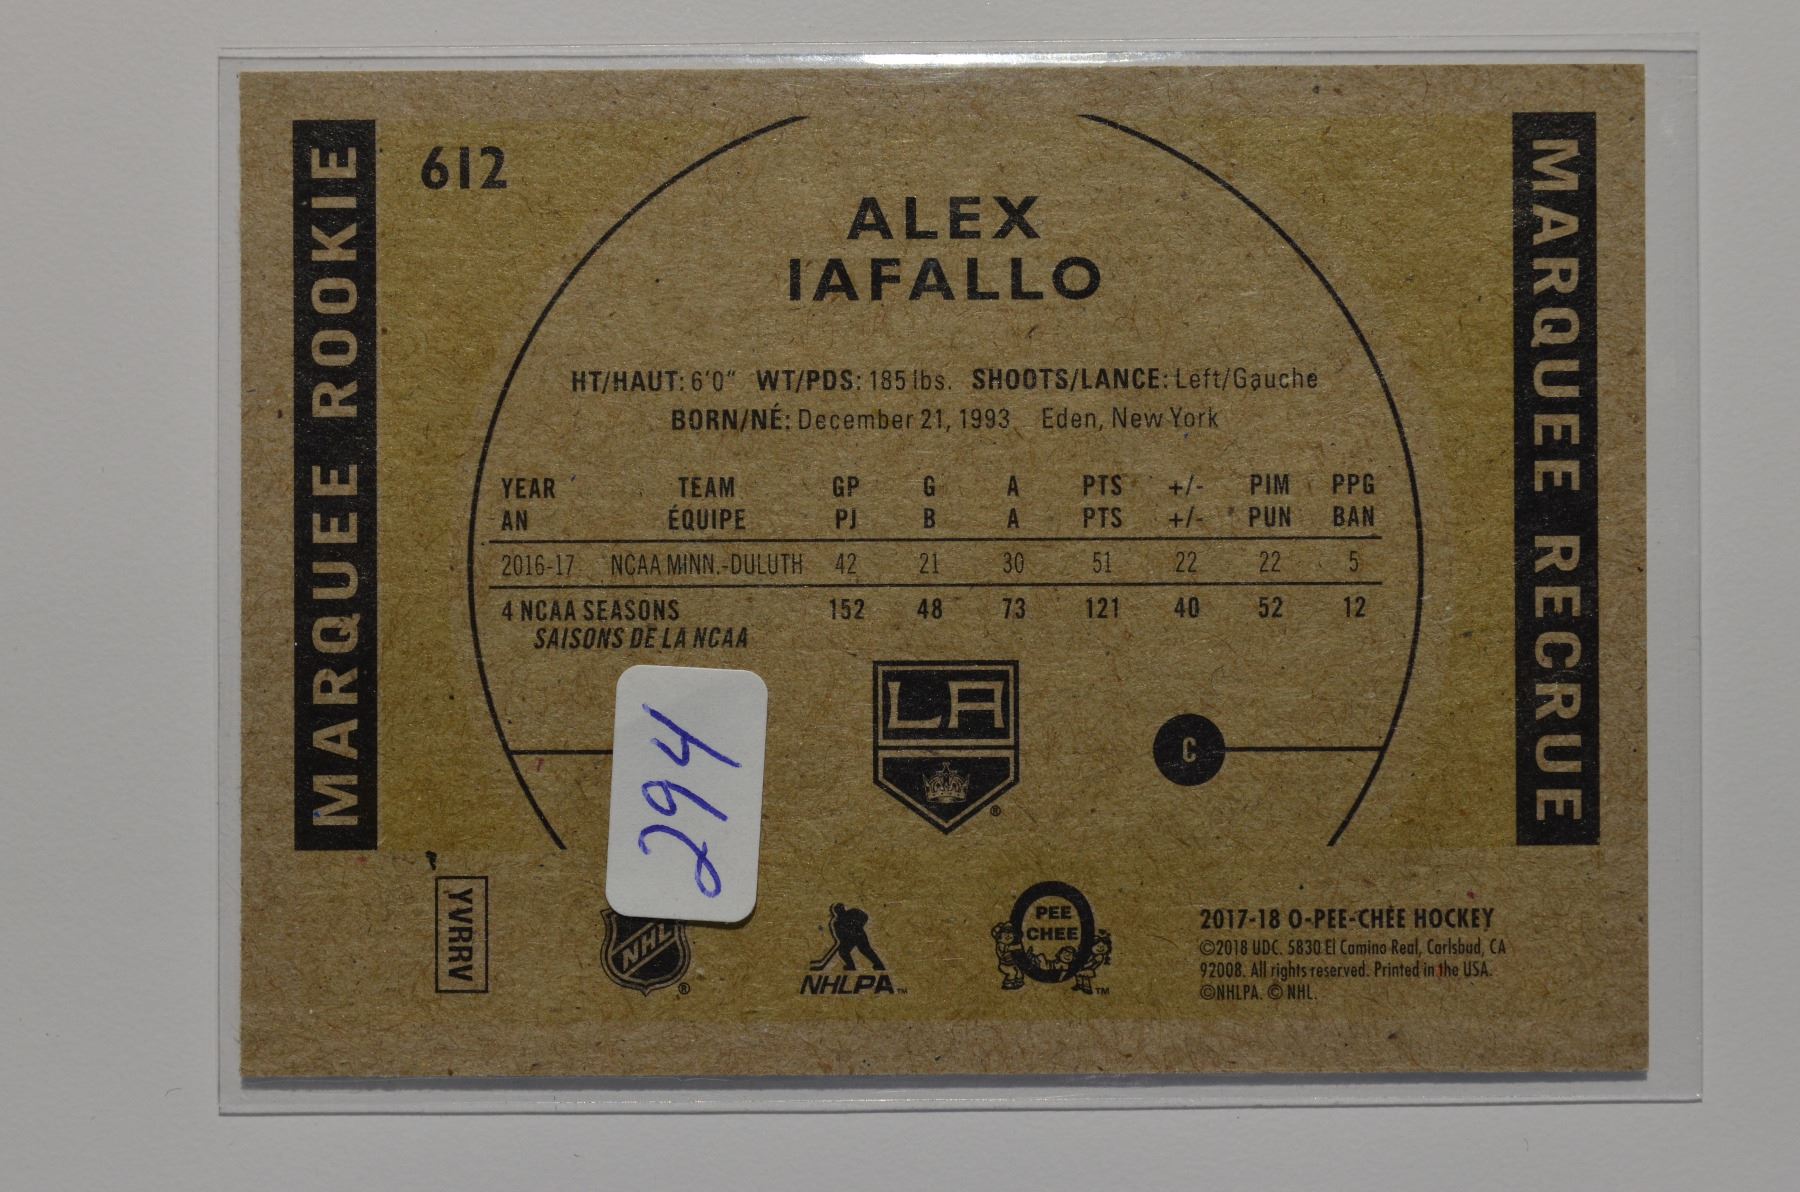 MARQUEE ROOKIE
612
ALEX
IAFALLO
HT/HAUT: 6'0" WT/PDS: 185 lbs. SHOOTS/LANCE: Left/Gauche
BORN/NÉ: December 21, 1993 Eden, New York
YEAR TEAM GP G A PTS +/- PIM PPG
AN ÉQUIPE PJ B A PTS +/- PUN BAN
2016-17 NCAA MINN.-DULUTH 42 21 30 51 22 22 5
4 NCAA SEASONS 152 48 73 121 40 52 12
SAISONS DE LA NCAA
294
LA
®
C
MARQUEE RECRUE
YVRRV
NHL
®
NHLPA™
PEE
CHEE
™
2017-18 O-PEE-CHEE HOCKEY
©2018 UDC. 5830 El Camino Real, Carlsbad, CA
92008. All rights reserved. Printed in the USA.
©NHLPA. © NHL.